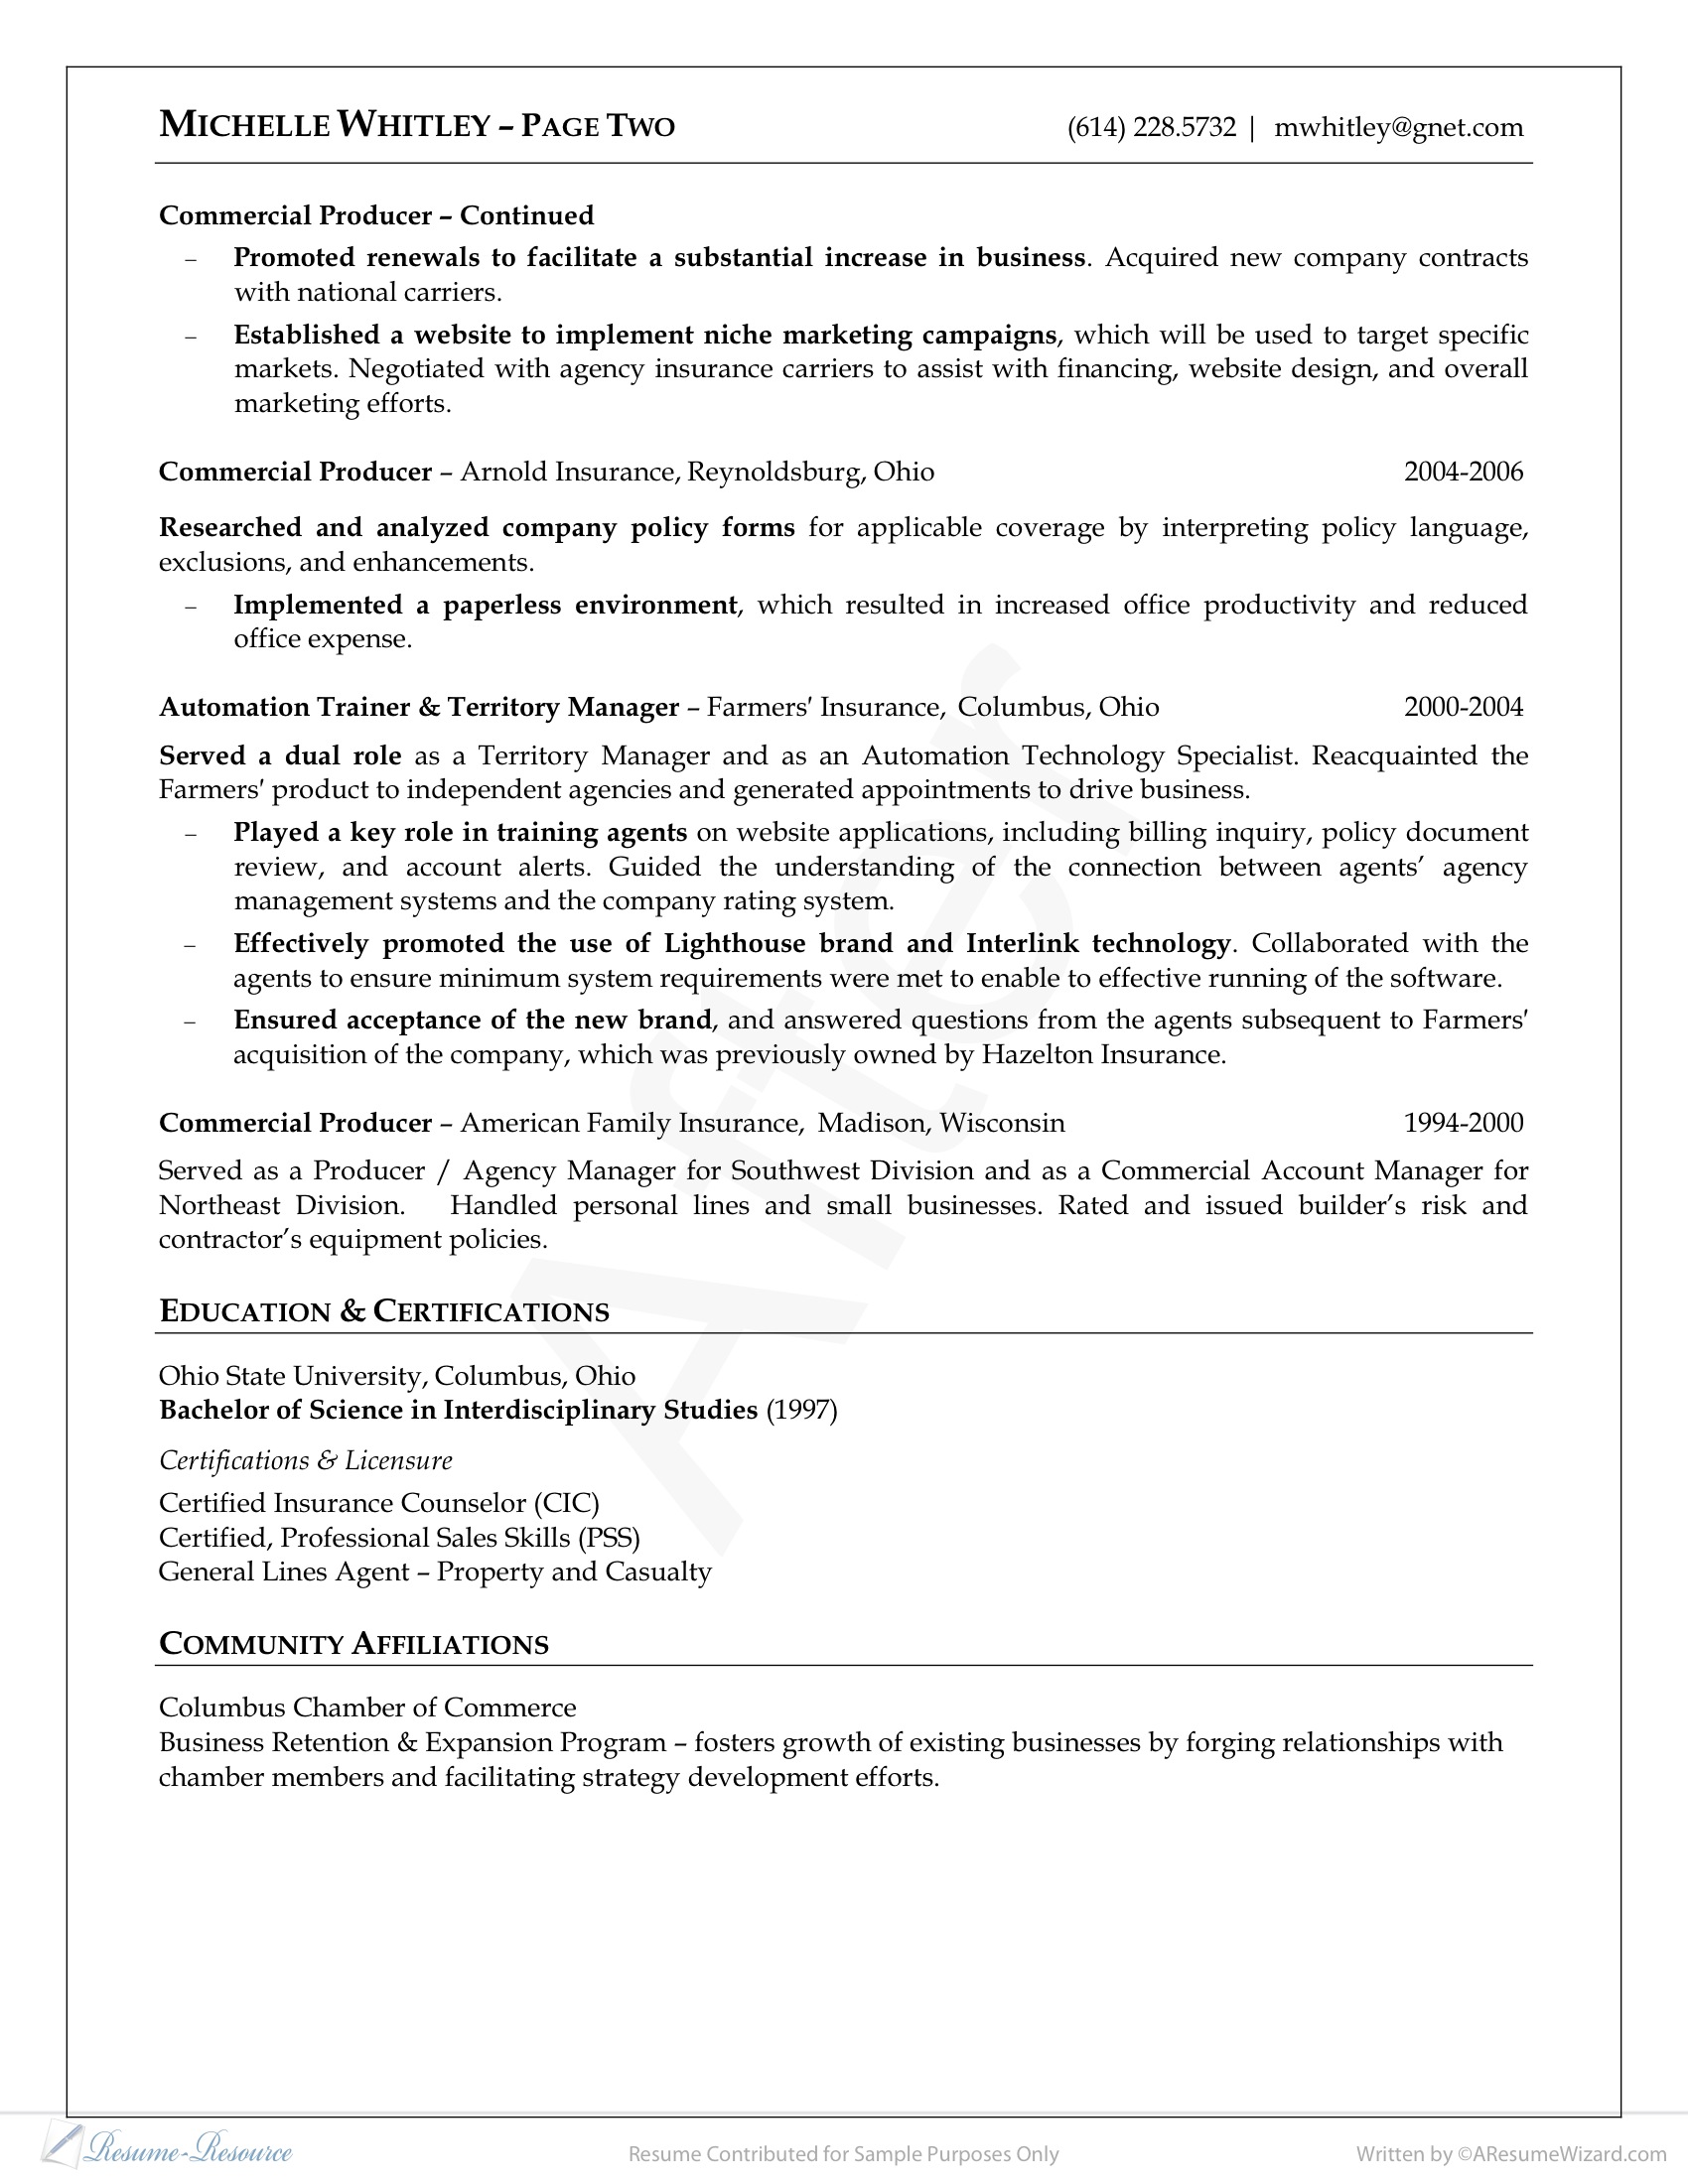 MICHELLE WHITLEY – PAGE TWO (614) 228.5732 | mwhitley@gnet.com
Commercial Producer – Continued
– Promoted renewals to facilitate a substantial increase in business. Acquired new company contracts
with national carriers.
– Established a website to implement niche marketing campaigns, which will be used to target specific
markets. Negotiated with agency insurance carriers to assist with financing, website design, and overall
marketing efforts.
Commercial Producer – Arnold Insurance, Reynoldsburg, Ohio 2004-2006
Researched and analyzed company policy forms for applicable coverage by interpreting policy language,
exclusions, and enhancements.
– Implemented a paperless environment, which resulted in increased office productivity and reduced
office expense.
Automation Trainer & Territory Manager – Farmers' Insurance, Columbus, Ohio 2000-2004
Served a dual role as a Territory Manager and as an Automation Technology Specialist. Reacquainted the
Farmers' product to independent agencies and generated appointments to drive business.
– Played a key role in training agents on website applications, including billing inquiry, policy document
review, and account alerts. Guided the understanding of the connection between agents’ agency
management systems and the company rating system.
– Effectively promoted the use of Lighthouse brand and Interlink technology. Collaborated with the
agents to ensure minimum system requirements were met to enable to effective running of the software.
– Ensured acceptance of the new brand, and answered questions from the agents subsequent to Farmers'
acquisition of the company, which was previously owned by Hazelton Insurance.
Commercial Producer – American Family Insurance, Madison, Wisconsin 1994-2000
Served as a Producer / Agency Manager for Southwest Division and as a Commercial Account Manager for
Northeast Division. Handled personal lines and small businesses. Rated and issued builder’s risk and
contractor’s equipment policies.
EDUCATION & CERTIFICATIONS
Ohio State University, Columbus, Ohio
Bachelor of Science in Interdisciplinary Studies (1997)
Certifications & Licensure
Certified Insurance Counselor (CIC)
Certified, Professional Sales Skills (PSS)
General Lines Agent – Property and Casualty
COMMUNITY AFFILIATIONS
Columbus Chamber of Commerce
Business Retention & Expansion Program – fosters growth of existing businesses by forging relationships with
chamber members and facilitating strategy development efforts.
After
Resume-Resource Resume Contributed for Sample Purposes Only Written by ©AResumeWizard.com